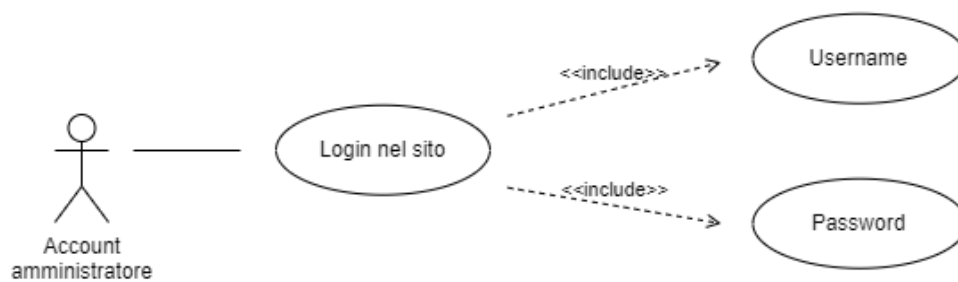 Username
<<include>>
Login nel sito
<<include>>
Password
Account
amministratore